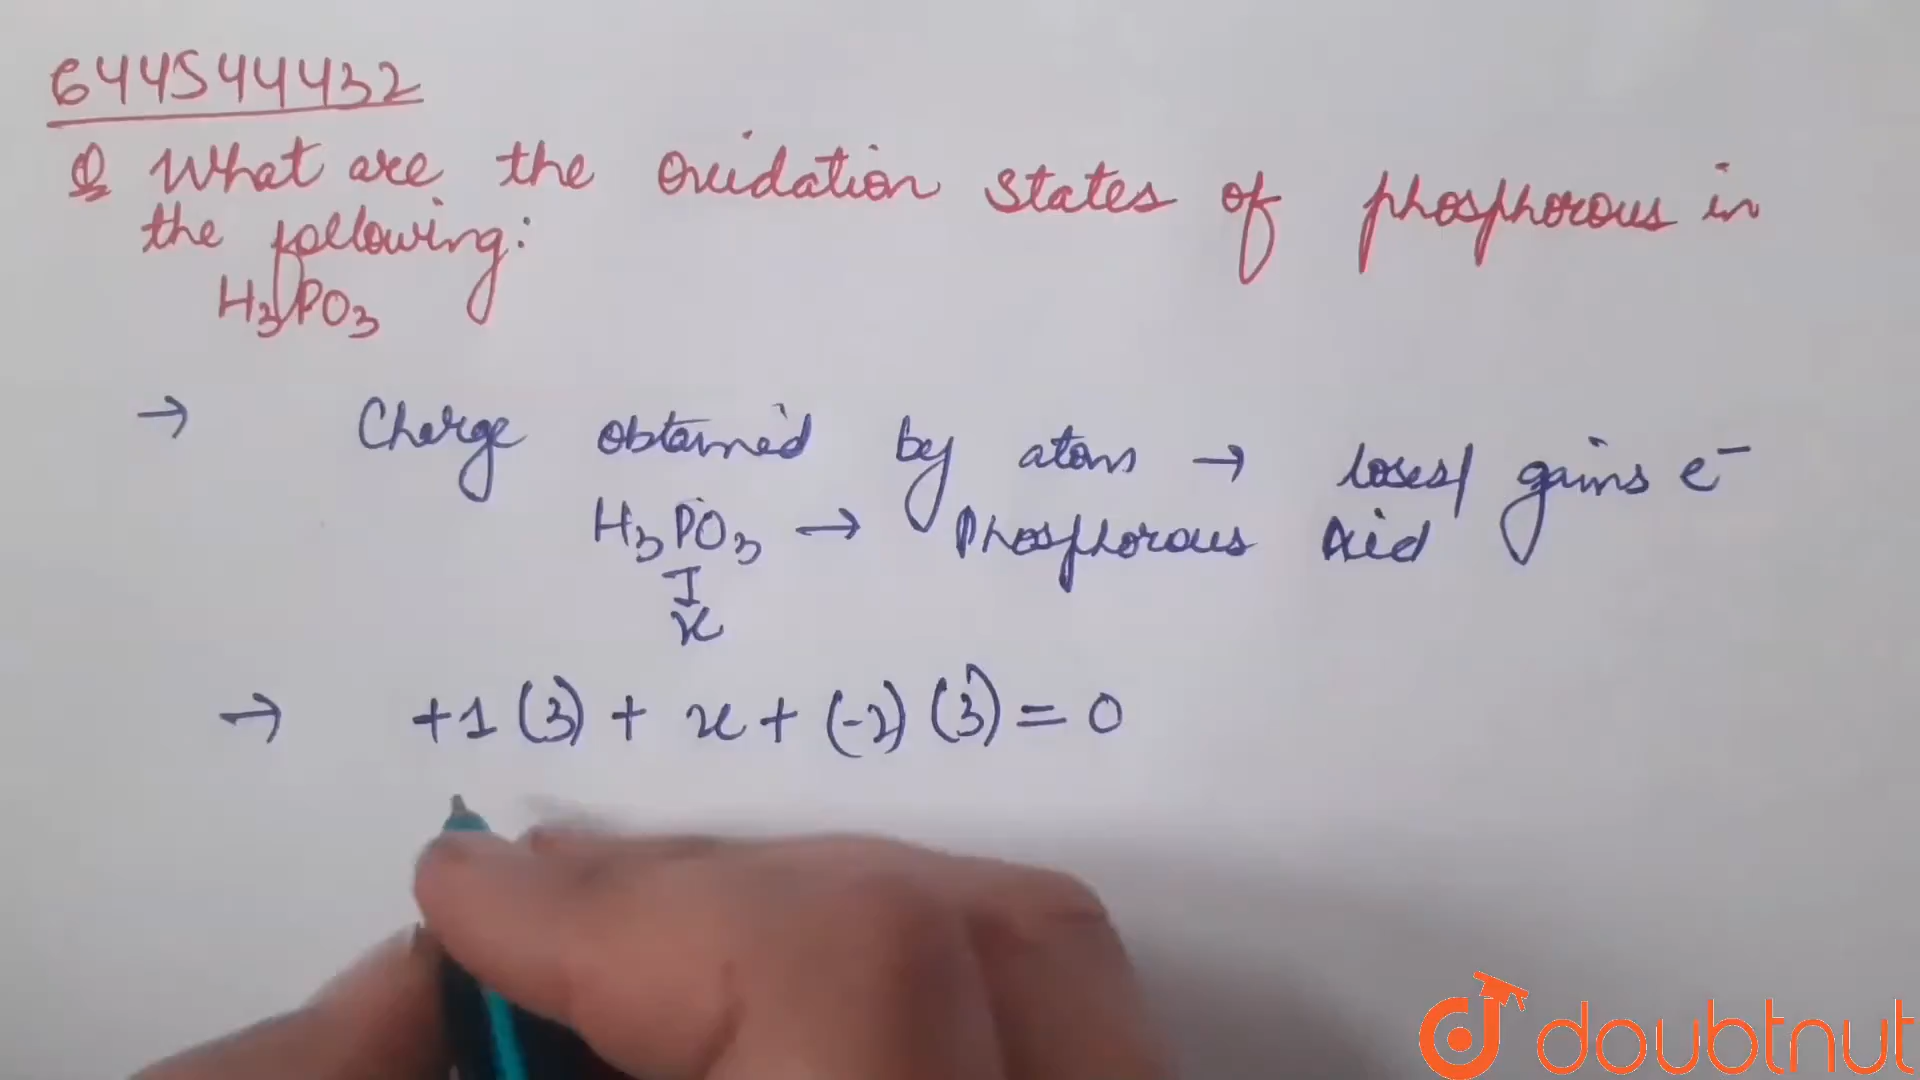 644544432
Q What are the Oxidation states of phosphorous in
the following:
H3PO3
→ Charge obtained by atom → loses/ gains e⁻
H3PO3 → Phosphorous Acid
x
→ +1 (3) + x + (-2) (3) = 0
doubtnut